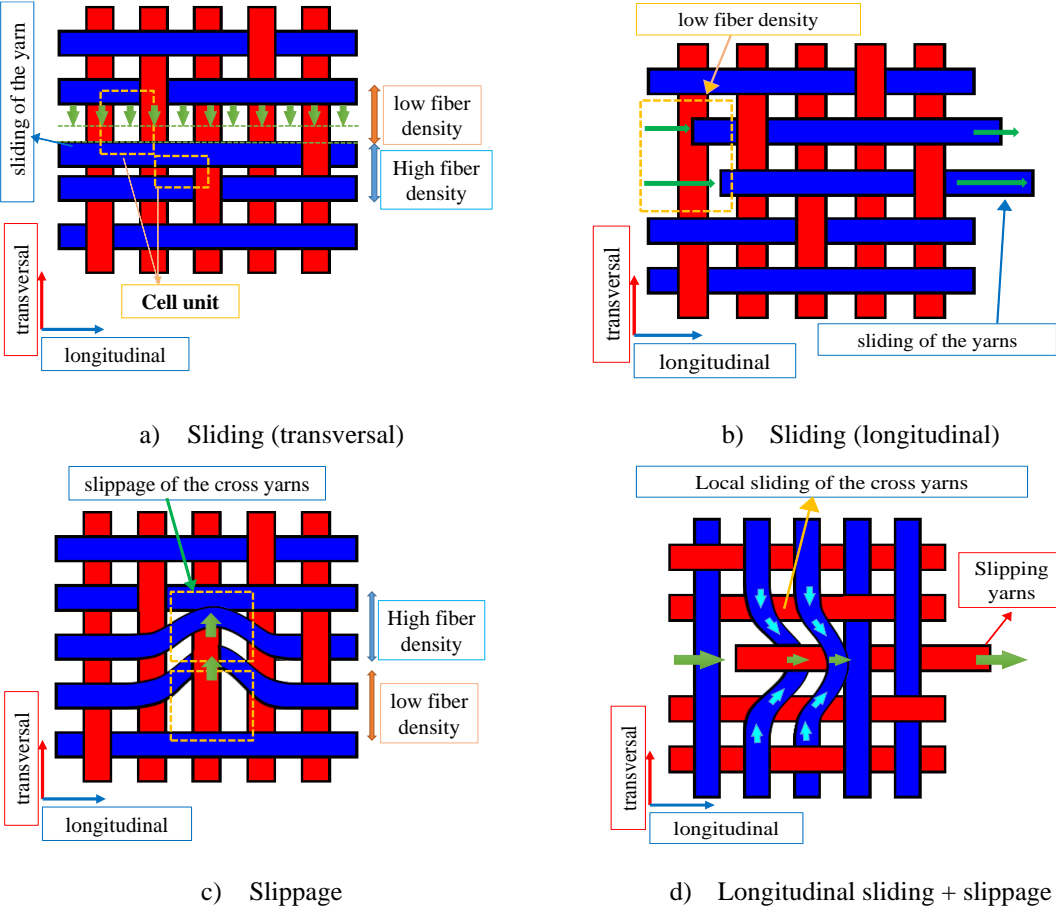 sliding of the yarn
low fiber
density
High fiber
density
Cell unit
transversal
longitudinal
a) Sliding (transversal)
low fiber density
transversal
longitudinal
sliding of the yarns
b) Sliding (longitudinal)
slippage of the cross yarns
High fiber
density
low fiber
density
transversal
longitudinal
c) Slippage
Local sliding of the cross yarns
Slipping
yarns
transversal
longitudinal
d) Longitudinal sliding + slippage